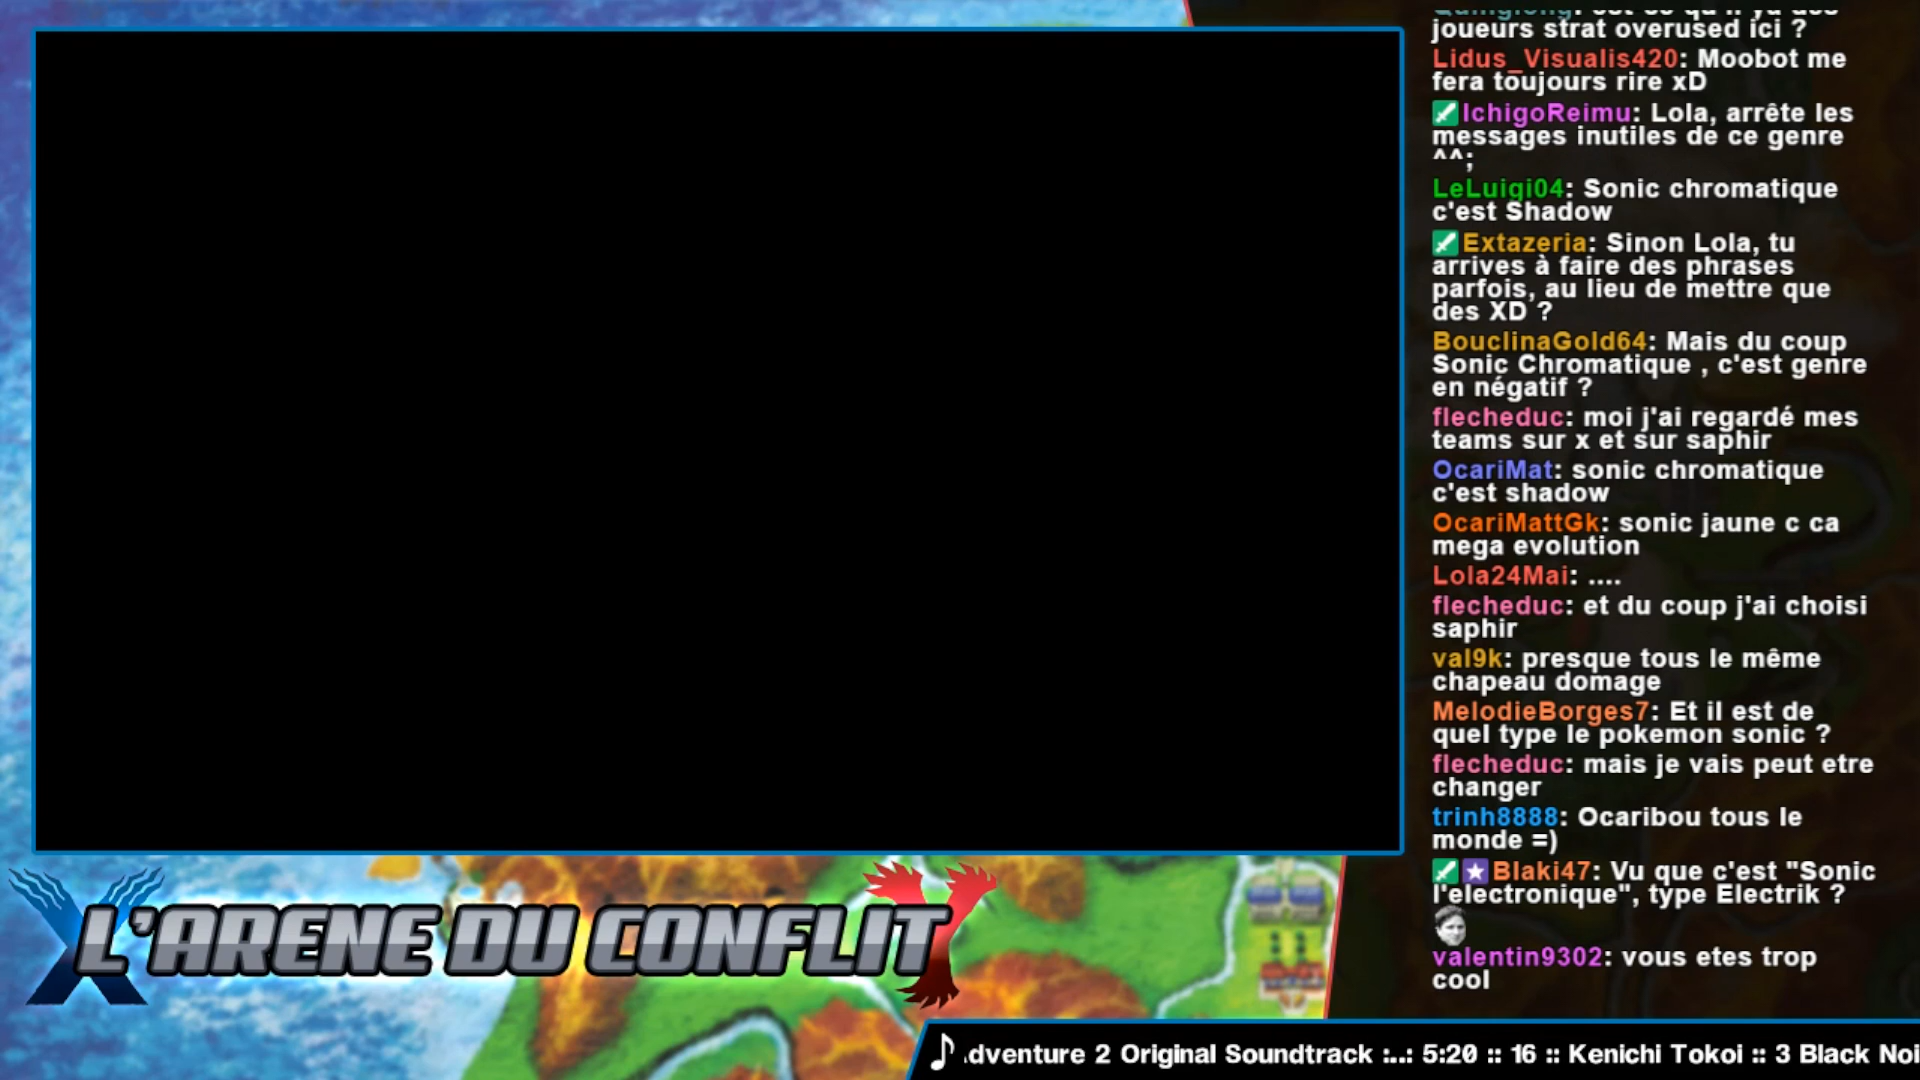 joueurs strat overused ici ?
Lidus_Visualis420: Moobot me
fera toujours rire xD
IchigoReimu: Lola, arrête les
messages inutiles de ce genre
^^;
LeLuigi04: Sonic chromatique
c'est Shadow
Extazeria: Sinon Lola, tu
arrives à faire des phrases
parfois, au lieu de mettre que
des XD ?
BouclinaGold64: Mais du coup
Sonic Chromatique , c'est genre
en négatif ?
flecheduc: moi j'ai regardé mes
teams sur x et sur saphir
OcariMat: sonic chromatique
c'est shadow
OcariMattGk: sonic jaune c ca
mega evolution
Lola24Mai: ....
flecheduc: et du coup j'ai choisi
saphir
val9k: presque tous le même
chapeau domage
MelodieBorges7: Et il est de
quel type le pokemon sonic ?
flecheduc: mais je vais peut etre
changer
trinh8888: Ocaribou tous le
monde =)
Blaki47: Vu que c'est "Sonic
l'electronique", type Electrik ?
valentin9302: vous etes trop
cool
L'ARENE DU CONFLIT
dventure 2 Original Soundtrack :..: 5:20 :: 16 :: Kenichi Tokoi :: 3 Black Noi